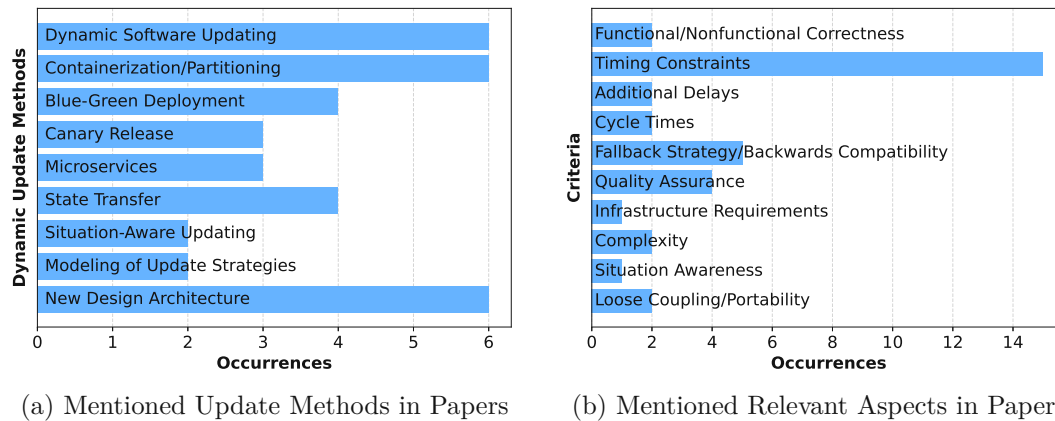 Dynamic Update Methods
Dynamic Software Updating
Containerization/Partitioning
Blue-Green Deployment
Canary Release
Microservices
State Transfer
Situation-Aware Updating
Modeling of Update Strategies
New Design Architecture
0 1 2 3 4 5 6
Occurrences
(a) Mentioned Update Methods in Papers
Criteria
Functional/Nonfunctional Correctness
Timing Constraints
Additional Delays
Cycle Times
Fallback Strategy/Backwards Compatibility
Quality Assurance
Infrastructure Requirements
Complexity
Situation Awareness
Loose Coupling/Portability
0 2 4 6 8 10 12 14
Occurrences
(b) Mentioned Relevant Aspects in Paper